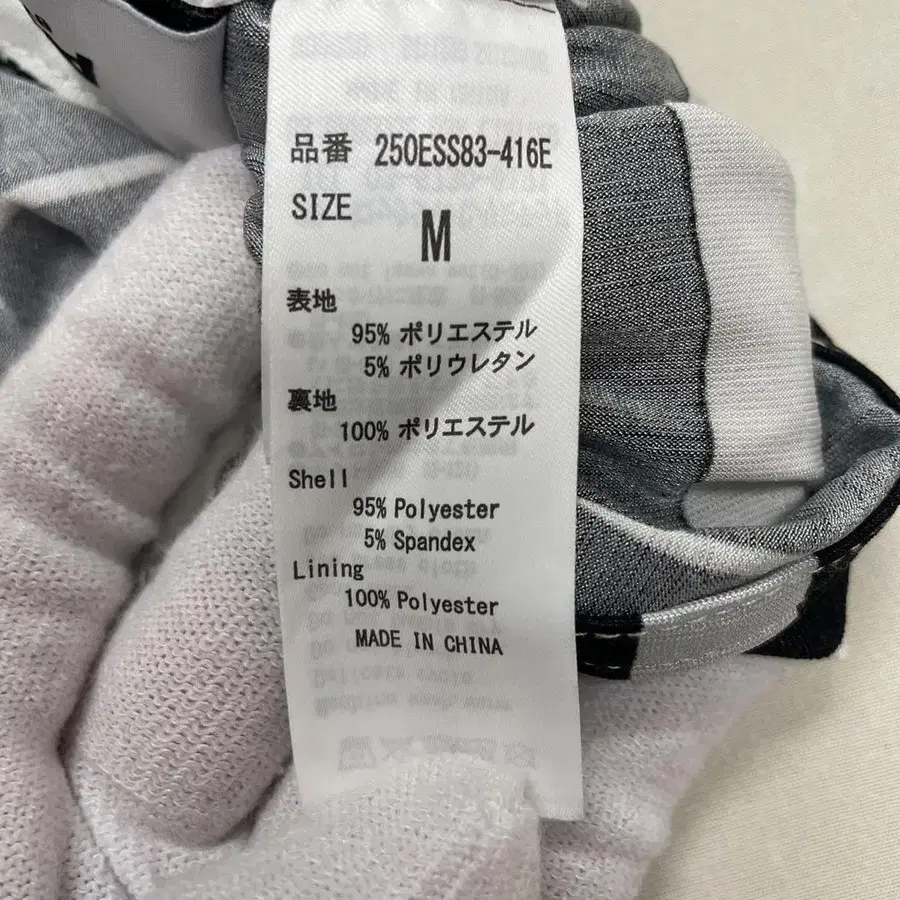 品番 250ESS83-416E
SIZE
M
表地
95% ポリエステル
5% ポリウレタン
裏地
100% ポリエステル
Shell
95% Polyester
5% Spandex
Lining
100% Polyester
MADE IN CHINA